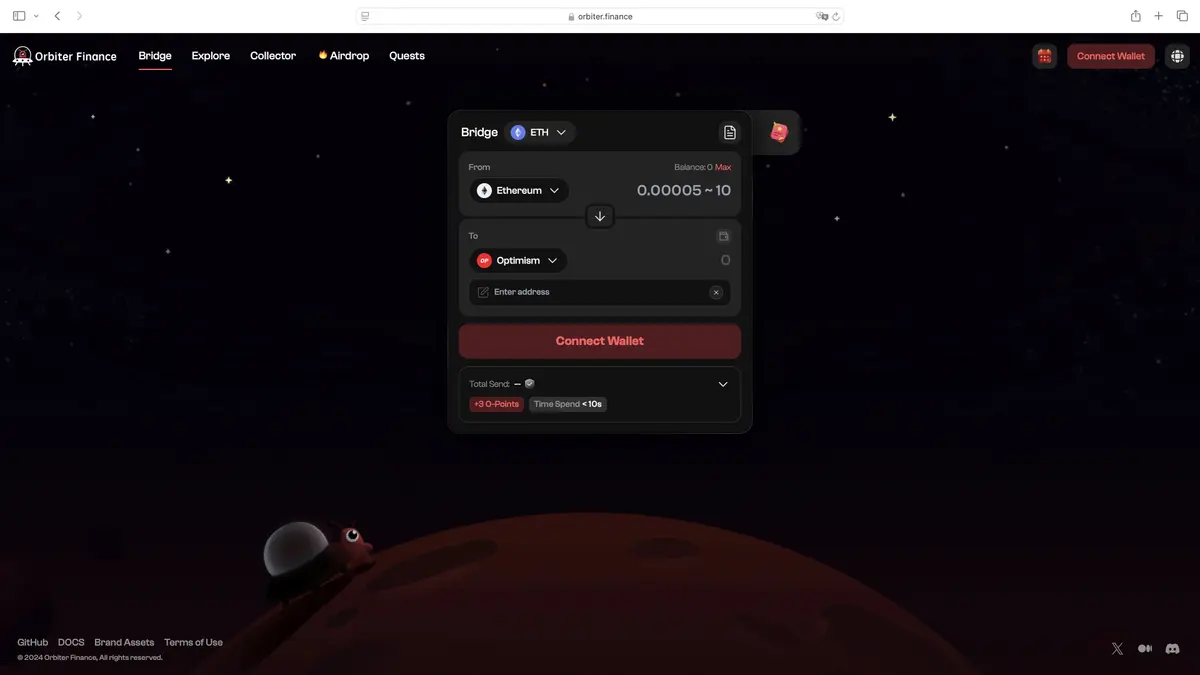 orbiter.finance
Orbiter Finance Bridge Explore Collector Airdrop Quests Connect Wallet
Bridge ETH
From Balance: 0 Max
Ethereum 0.00005 ~ 10
To
OP Optimism 0
Enter address
Connect Wallet
Total Send: –
+3 O-Points Time Spend < 10s
GitHub DOCS Brand Assets Terms of Use
© 2024 Orbiter Finance, All rights reserved.